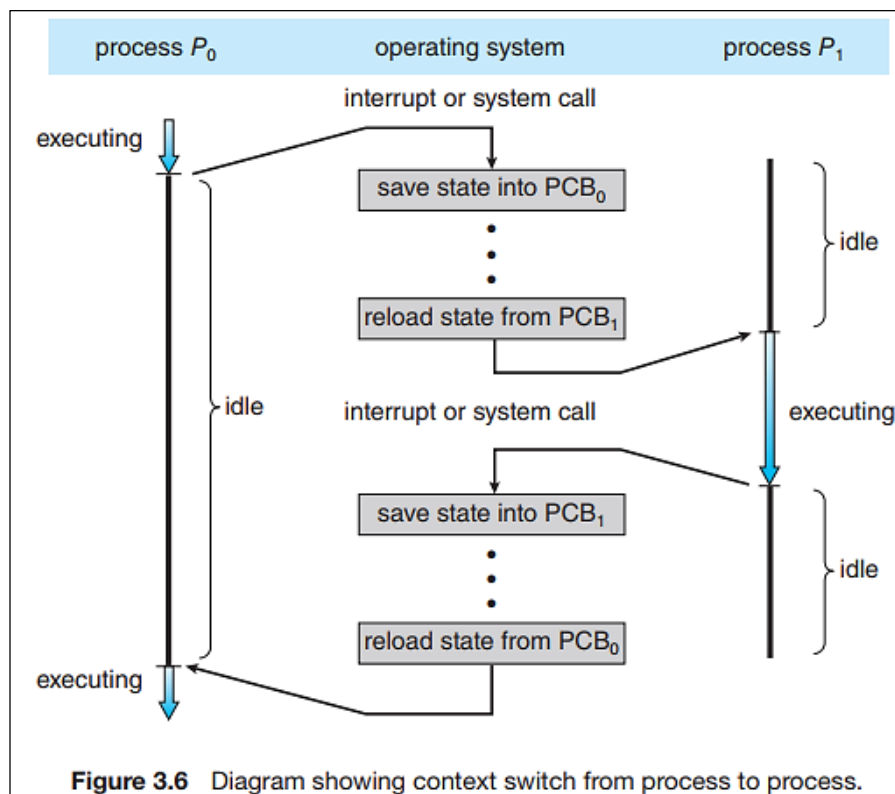 process P₀ operating system process P₁
interrupt or system call
executing
save state into PCB₀
idle
reload state from PCB₁
idle
interrupt or system call
executing
save state into PCB₁
idle
reload state from PCB₀
executing
Figure 3.6 Diagram showing context switch from process to process.